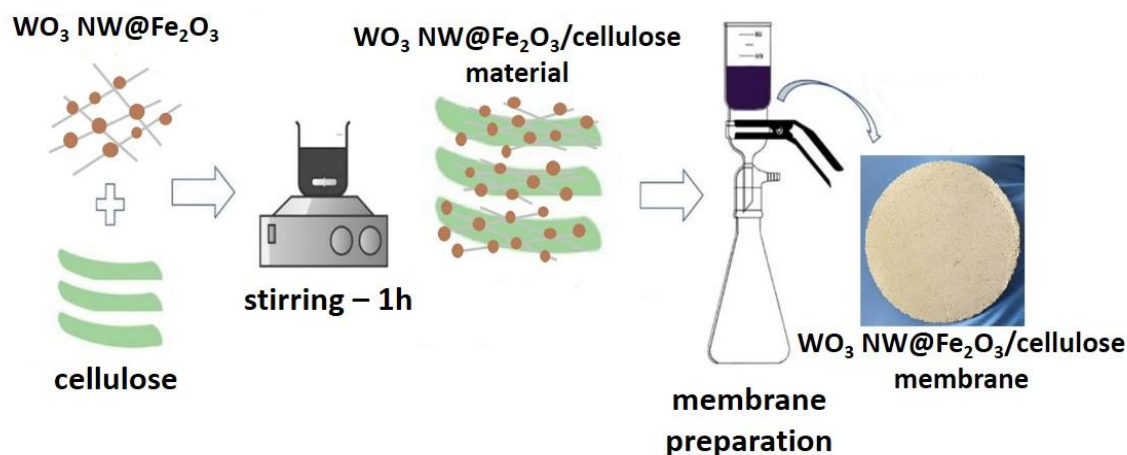 WO₃ NW@Fe₂O₃
cellulose
stirring – 1h
WO₃ NW@Fe₂O₃/cellulose
material
membrane
preparation
WO₃ NW@Fe₂O₃/cellulose
membrane